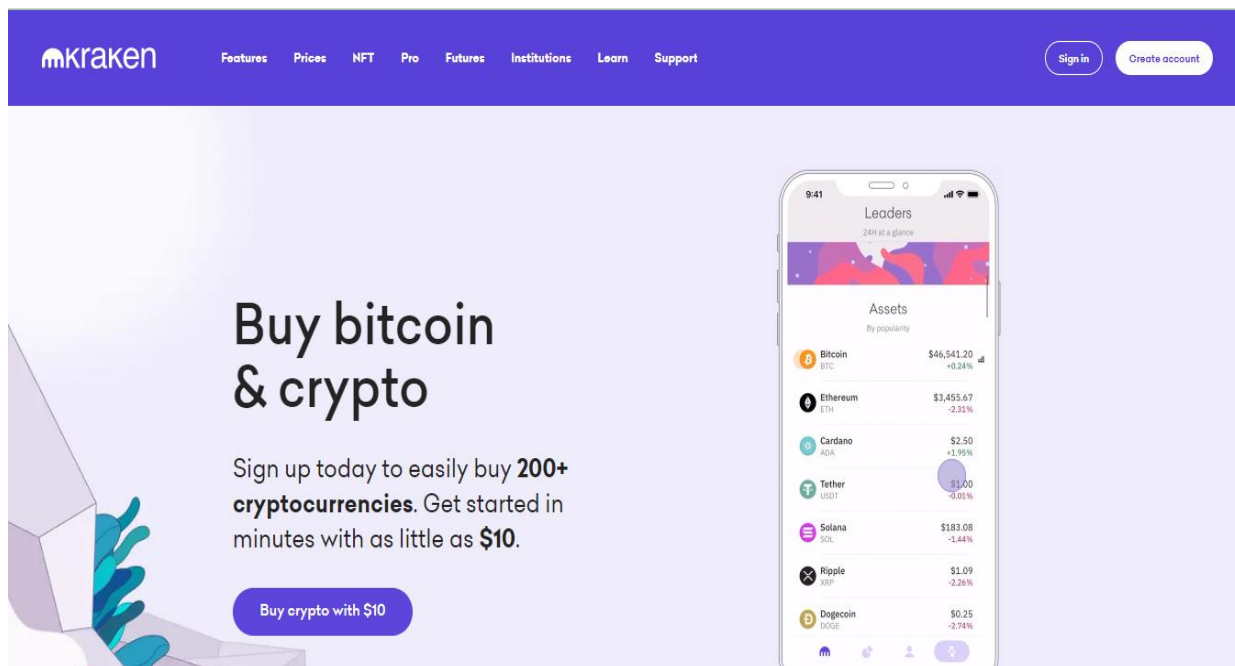 mkraken
Features Prices NFT Pro Futures Institutions Learn Support
Sign in Create account
Buy bitcoin
& crypto
Sign up today to easily buy 200+
cryptocurrencies. Get started in
minutes with as little as $10.
Buy crypto with $10
9:41
Leaders
24H at a glance
Assets
By popularity
Bitcoin $46,541.20
BTC +0.24%
Ethereum $3,455.67
ETH -2.31%
Cardano $2.50
ADA +1.95%
Tether $1.00
USDT -0.01%
Solana $183.08
SOL -1.44%
Ripple $1.09
XRP -2.26%
Dogecoin $0.25
DOGE -2.74%